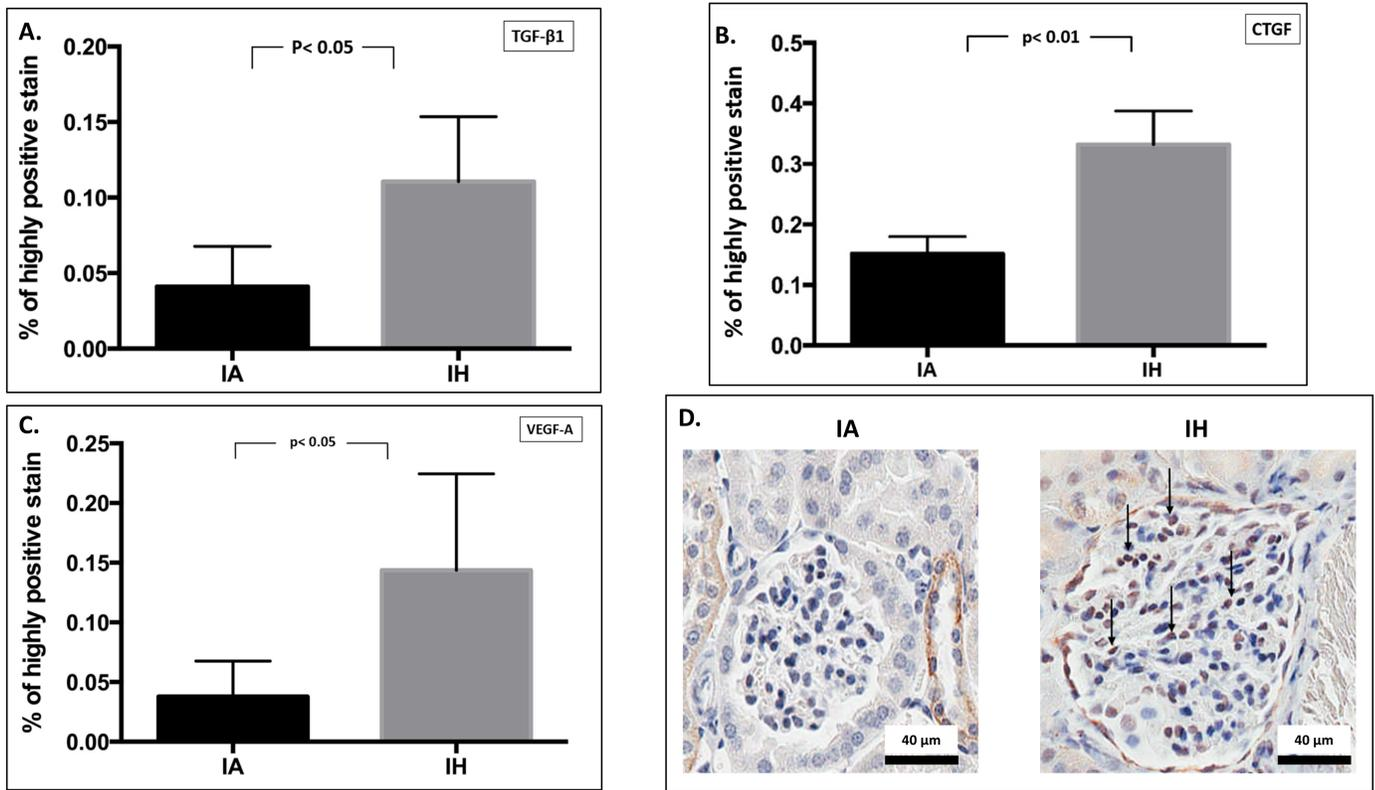 A.
TGF-β1
P< 0.05
% of highly positive stain
0.20
0.15
0.10
0.05
0.00
IA
IH
B.
CTGF
p< 0.01
% of highly positive stain
0.5
0.4
0.3
0.2
0.1
0.0
IA
IH
C.
VEGF-A
p< 0.05
% of highly positive stain
0.25
0.20
0.15
0.10
0.05
0.00
IA
IH
D.
IA
IH
40 μm
40 μm